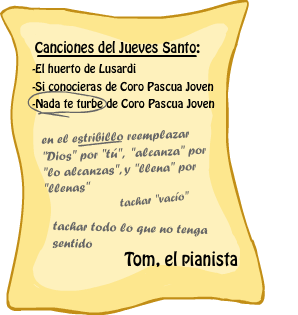 Canciones del Jueves Santo:
-El huerto de Lusardi
-Si conocieras de Coro Pascua Joven
-Nada te turbe de Coro Pascua Joven
en el estribillo reemplazar
"Dios" por "tú", "alcanza" por
"lo alcanzas", y "llena" por
"llenas"
tachar "vacío"
tachar todo lo que no tenga
sentido
Tom, el pianista